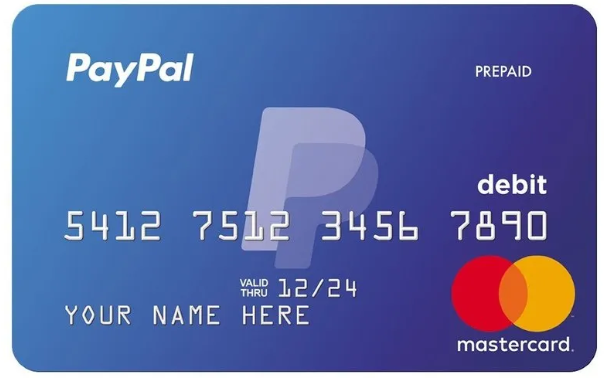 PayPal
PREPAID
debit
5412 7512 3456 7890
VALID THRU 12/24
YOUR NAME HERE
mastercard.